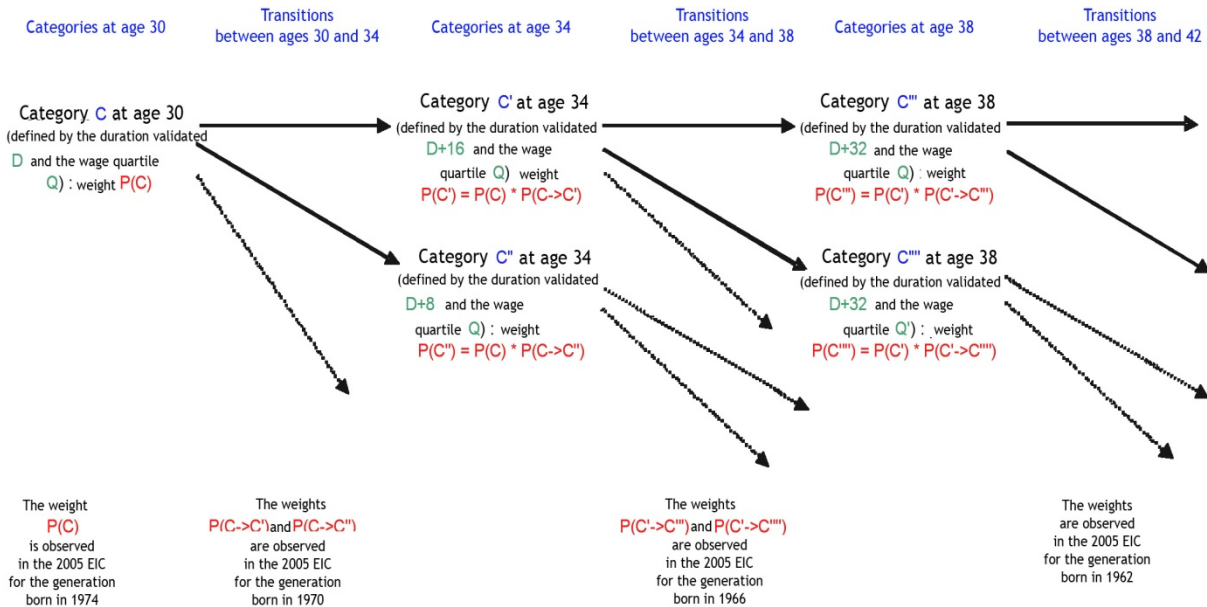 Categories at age 30
Transitions
between ages 30 and 34
Categories at age 34
Transitions
between ages 34 and 38
Categories at age 38
Transitions
between ages 38 and 42
Category C at age 30
(defined by the duration validated
D and the wage quartile
Q) : weight P(C)
Category C' at age 34
(defined by the duration validated
D+16 and the wage
quartile Q) weight
P(C') = P(C) * P(C->C')
Category C''' at age 38
(defined by the duration validated
D+32 and the wage
quartile Q) : weight
P(C''') = P(C') * P(C'->C''')
Category C'' at age 34
(defined by the duration validated
D+8 and the wage
quartile Q) : weight
P(C'') = P(C) * P(C->C'')
Category C'''' at age 38
(defined by the duration validated
D+32 and the wage
quartile Q') : weight
P(C'''') = P(C') * P(C'->C'''')
The weight
P(C)
is observed
in the 2005 EIC
for the generation
born in 1974
The weights
P(C->C') and P(C->C'')
are observed
in the 2005 EIC
for the generation
born in 1970
The weights
P(C'->C''') and P(C'->C'''')
are observed
in the 2005 EIC
for the generation
born in 1966
The weights
are observed
in the 2005 EIC
for the generation
born in 1962